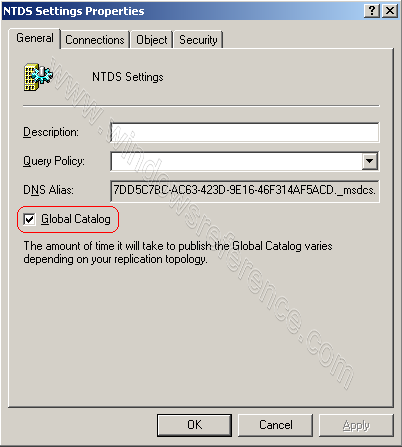 NTDS Settings Properties
General
Connections
Object
Security
NTDS Settings
Description:
Query Policy:
DNS Alias:
7DD5C7BC-AC63-423D-9E16-46F314AF5ACD._msdcs.
Global Catalog
The amount of time it will take to publish the Global Catalog varies
depending on your replication topology.
OK
Cancel
Apply
www.windowsreference.com